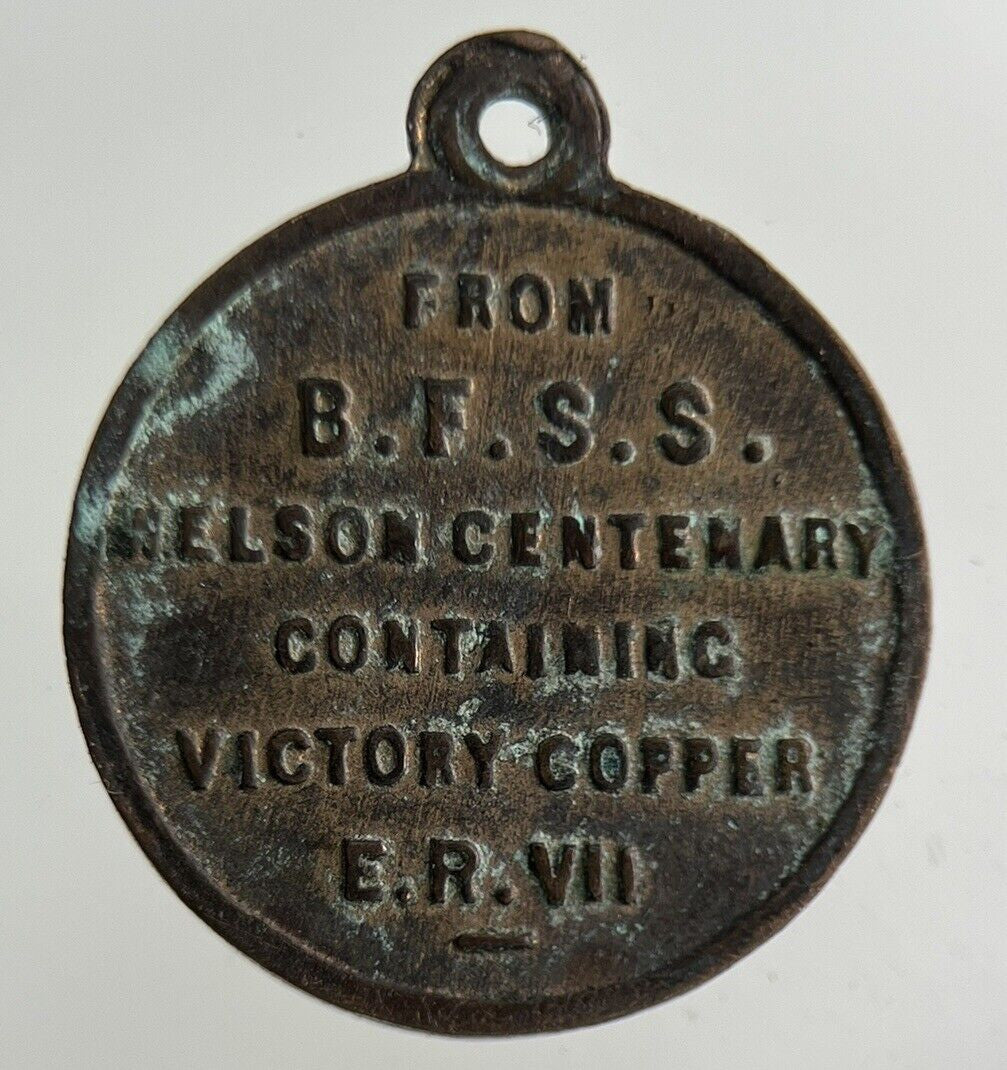 FROM
B.F.S.S.
NELSON CENTENARY
CONTAINING
VICTORY COPPER
E.R.VII